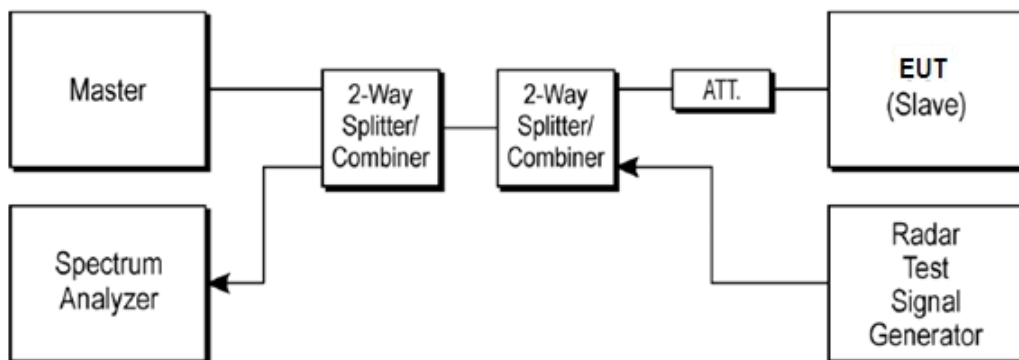 Master
2-Way
Splitter/
Combiner
2-Way
Splitter/
Combiner
ATT.
EUT
(Slave)
Spectrum
Analyzer
Radar
Test
Signal
Generator